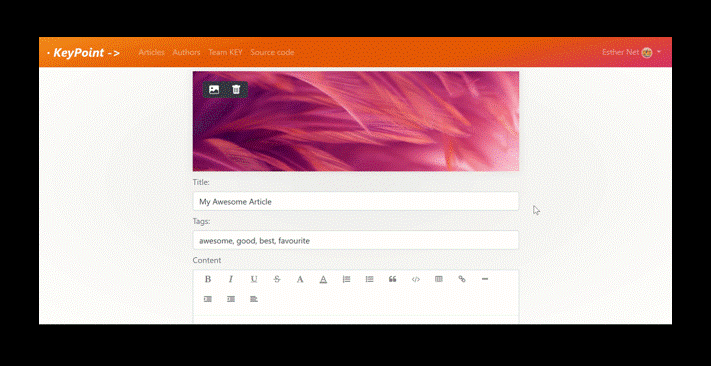 · KeyPoint -> Articles Authors Team KEY Source code Esther Net
Title:
My Awesome Article
Tags:
awesome, good, best, favourite
Content
B I U S A A